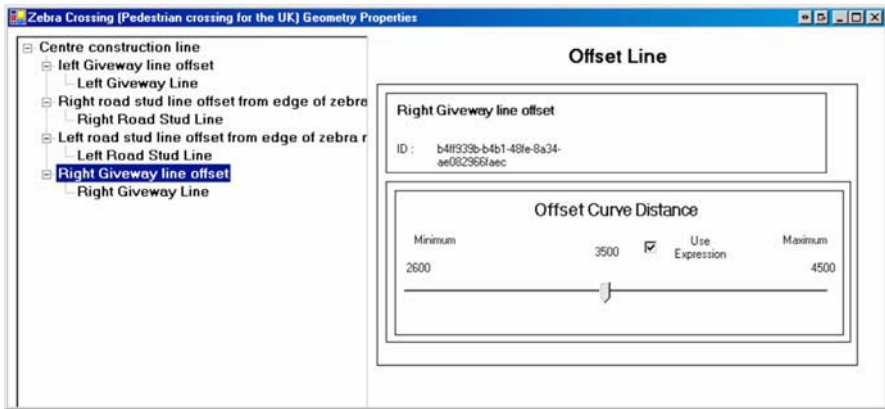 Zebra Crossing (Pedestrian crossing for the UK) Geometry Properties
Centre construction line
left Giveway line offset
Left Giveway Line
Right road stud line offset from edge of zebra
Right Road Stud Line
Left road stud line offset from edge of zebra r
Left Road Stud Line
Right Giveway line offset
Right Giveway Line
Offset Line
Right Giveway line offset
ID : b4ff939b-b4b1-48fe-8a34-
ae082966faec
Offset Curve Distance
Minimum
3500
Use
Expression
Maximum
2600
4500